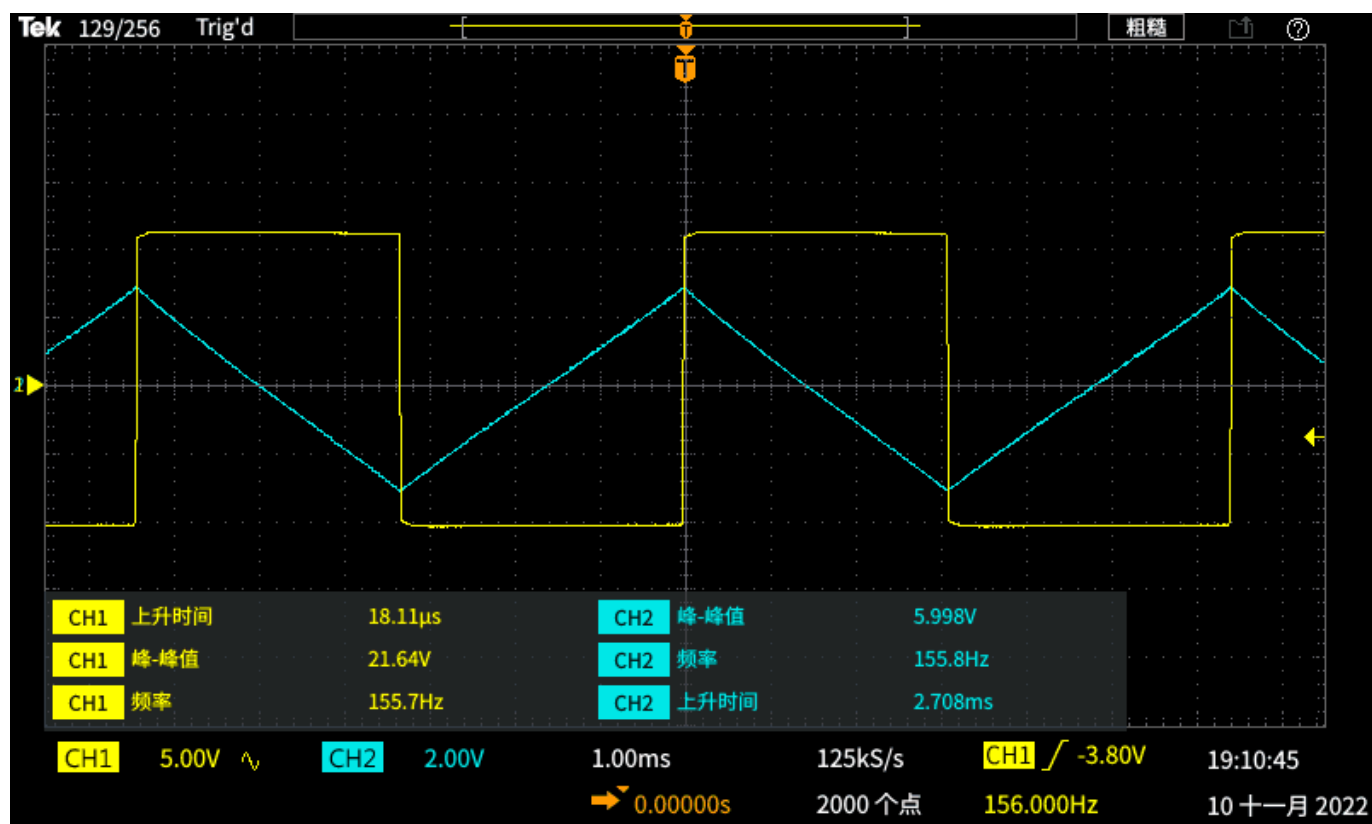 Tek 129/256 Trig'd T 粗糙 ?
T
2
CH1 上升时间 18.11µs CH2 峰-峰值 5.998V
CH1 峰-峰值 21.64V CH2 频率 155.8Hz
CH1 频率 155.7Hz CH2 上升时间 2.708ms
CH1 5.00V CH2 2.00V 1.00ms 125kS/s CH1 -3.80V 19:10:45
0.00000s 2000 个点 156.000Hz 10 十一月 2022